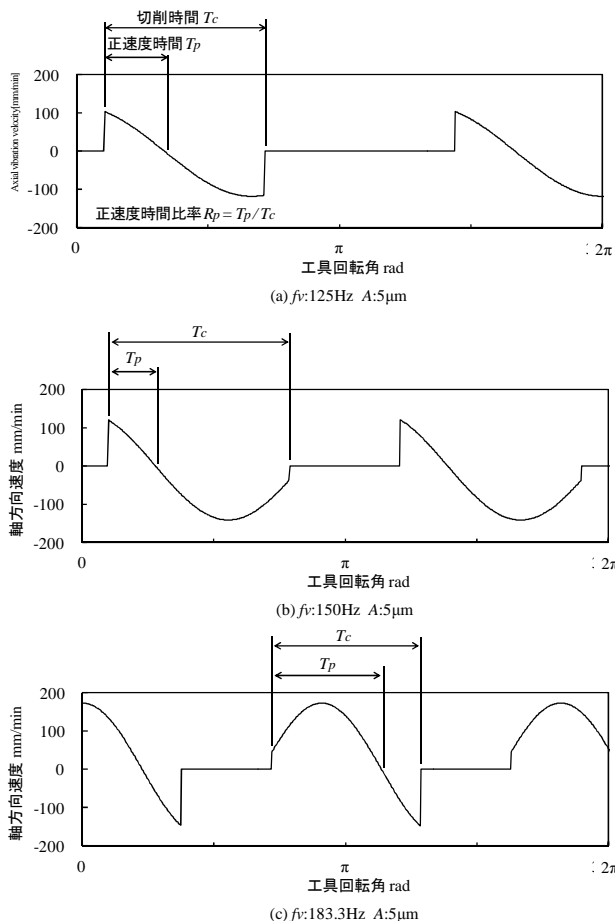 切削時間 Tc
正速度時間 Tp
200
100
0
-100
-200
Axial vibration velocity[mm/min]
正速度時間比率 Rp = Tp/Tc
0
π
2π
工具回転角 rad
(a) fv:125Hz A:5μm
Tc
Tp
200
100
0
-100
-200
軸方向速度 mm/min
0
π
2π
工具回転角 rad
(b) fv:150Hz A:5μm
Tc
Tp
200
100
0
-100
-200
軸方向速度 mm/min
0
π
2π
工具回転角 rad
(c) fv:183.3Hz A:5μm